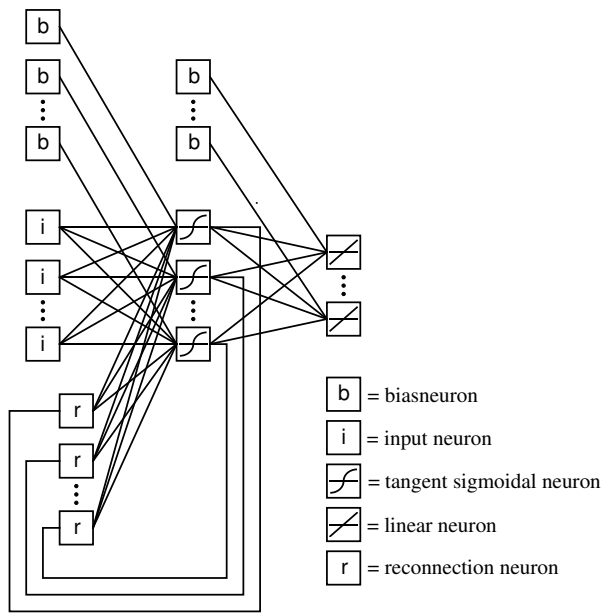 b
b
b
b
b
i
i
i
r
r
r
b = biasneuron
i = input neuron
= tangent sigmoidal neuron
= linear neuron
r = reconnection neuron